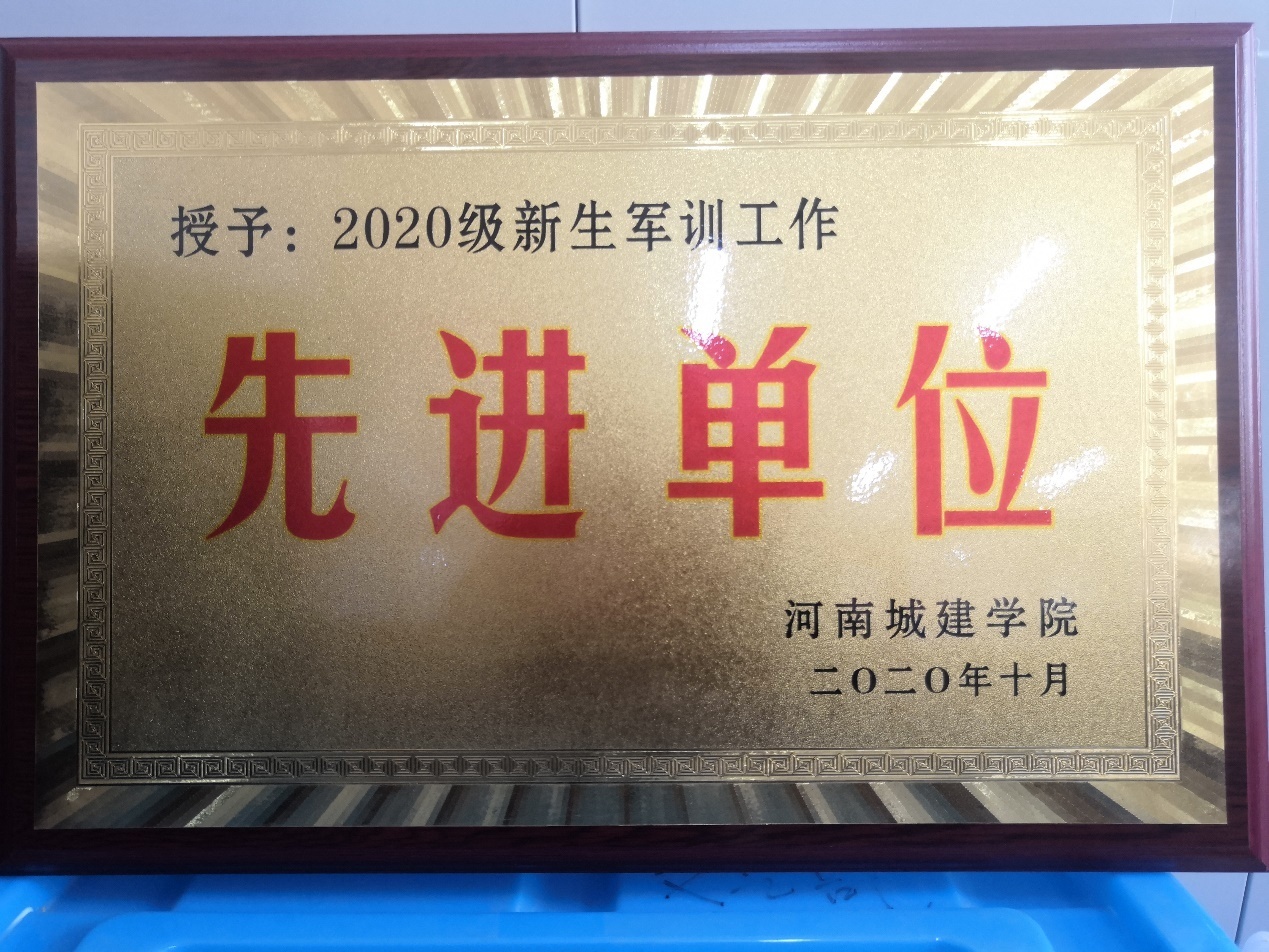 授予：2020级新生军训工作
先进单位
河南城建学院
二〇二〇年十月